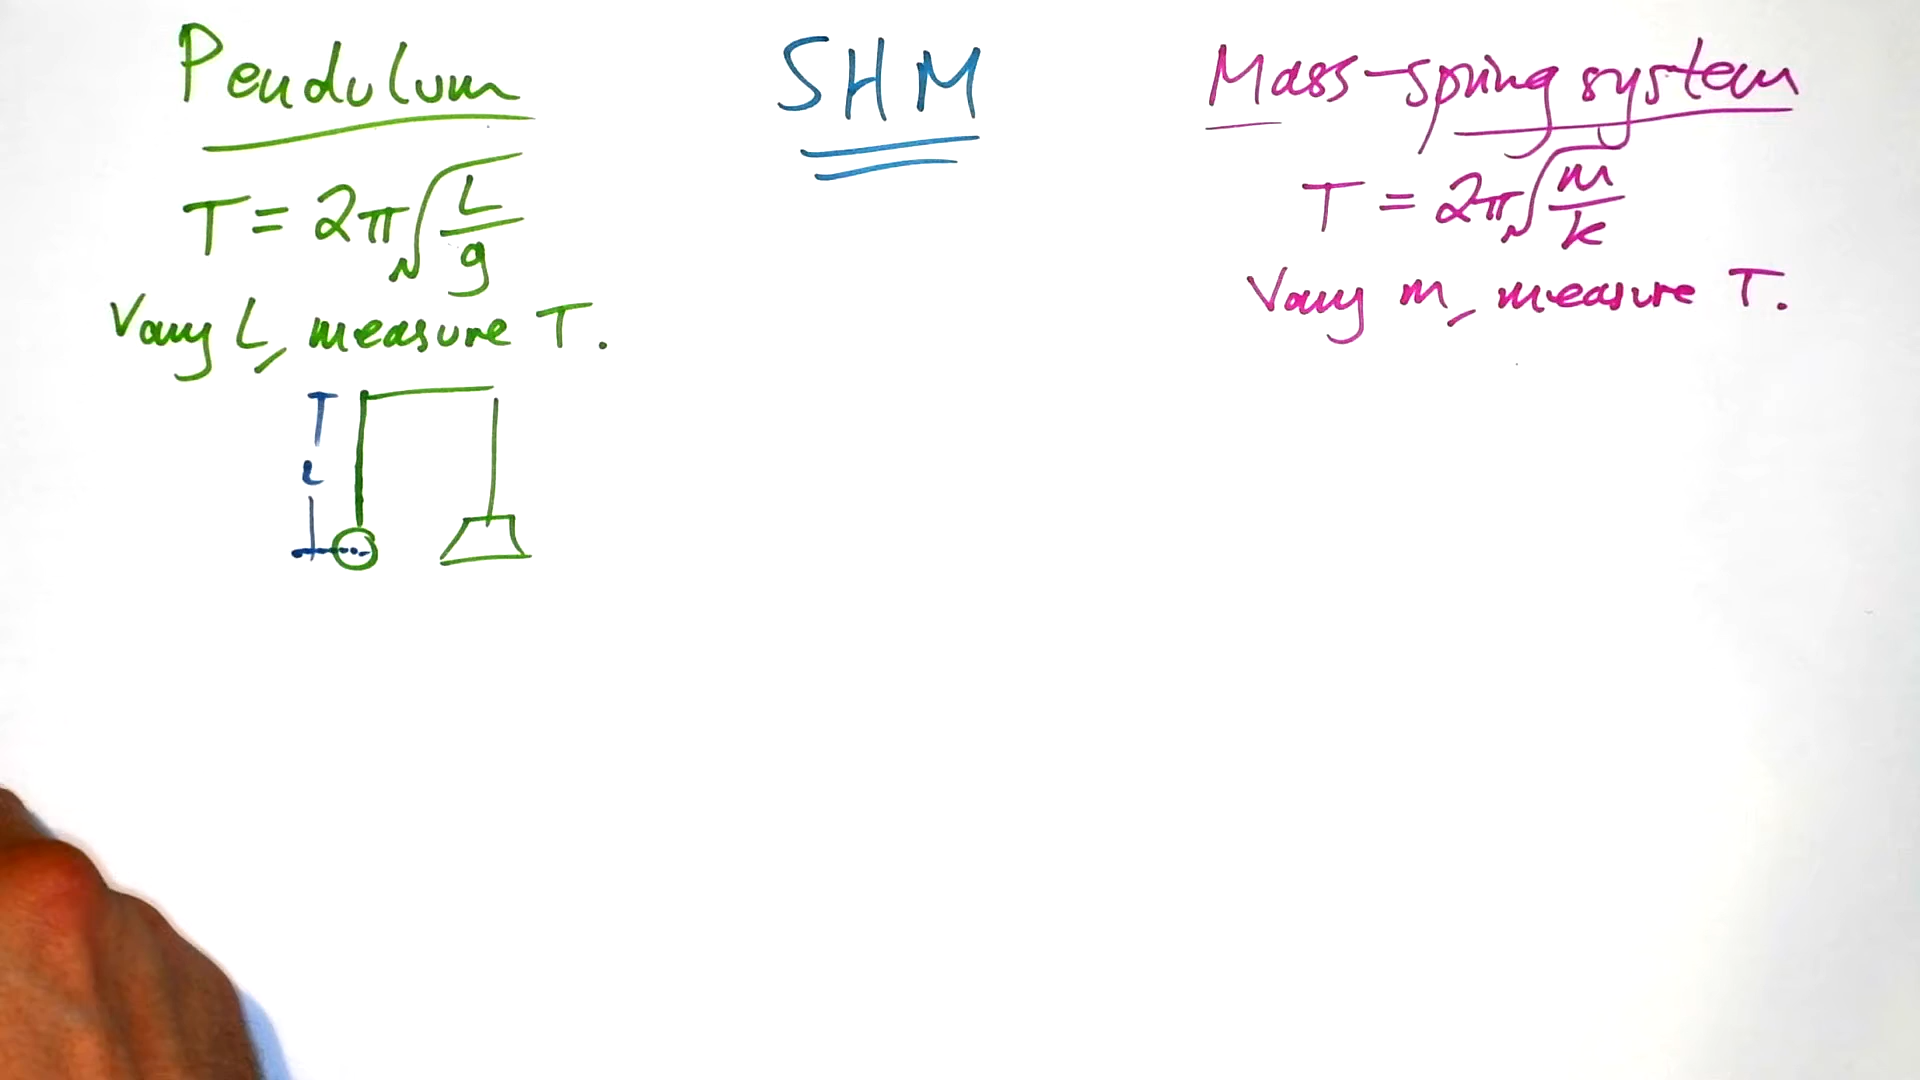 Pendulum
T = 2π√(L/g)
Vary L, measure T.
L
SHM
Mass-spring system
T = 2π√(m/k)
Vary m, measure T.